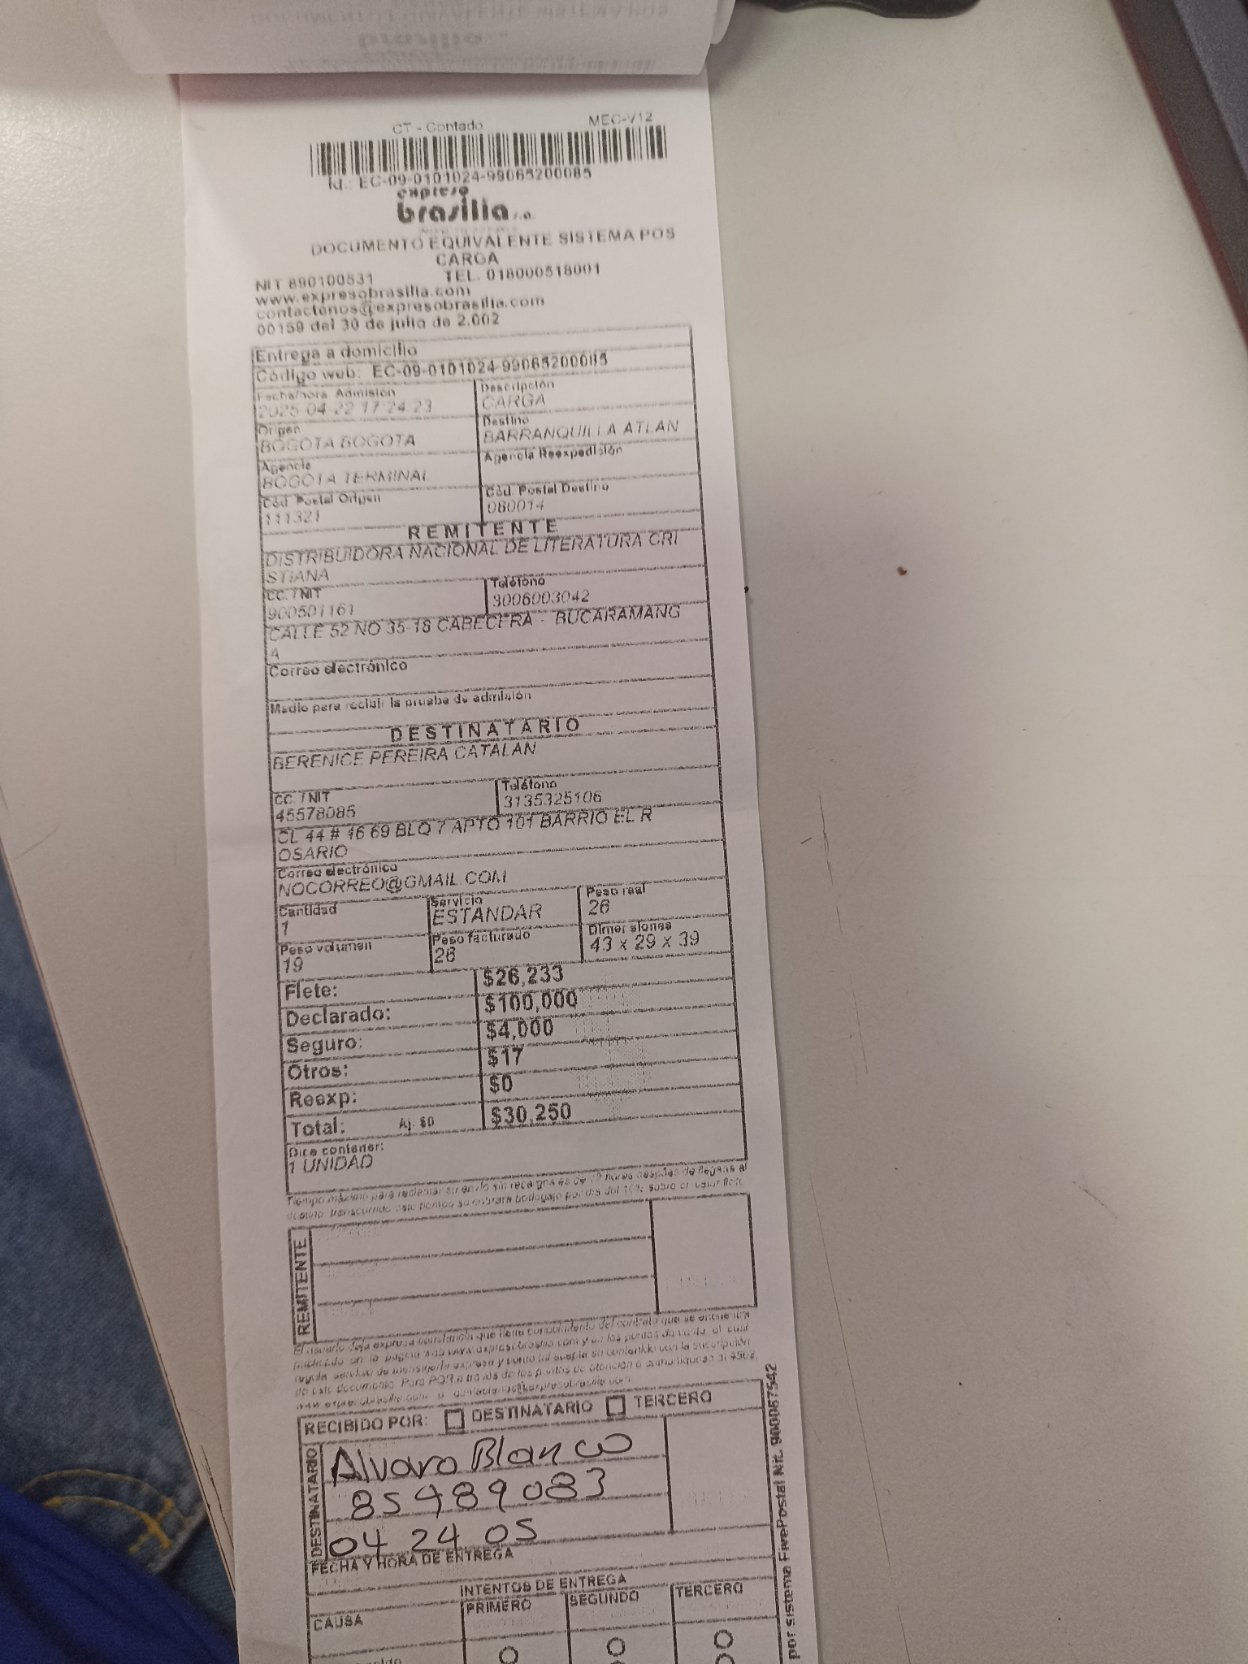 CT - Contado MEC-V12
Id.: EC-09-0101024-99065200085
expreso
brasilia s.a.
DOCUMENTO EQUIVALENTE SISTEMA POS
CARGA
NIT 890100531 TEL. 018000518001
www.expresobrasilia.com
contactenos@expresobrasilia.com
00159 del 30 de julio de 2.002
Entrega a domicilio
Código web: EC-09-0101024-99065200085
Fecha/hora Admisión Descripción
2025-04-22 17:24:23 CARGA
Origen Destino
BOGOTA BOGOTA BARRANQUILLA ATLAN
Agencia Agencia Reexpedición
BOGOTA TERMINAL
Cód. Postal Origen Cód. Postal Destino
111321 080014
REMITENTE
DISTRIBUIDORA NACIONAL DE LITERATURA CRI
STIANA
CC. / NIT Teléfono
900501161 3006003042
CALLE 52 NO 35-18 CABECERA - BUCARAMANG
A
Correo electrónico
Medio para recibir la prueba de admisión
DESTINATARIO
BERENICE PEREIRA CATALAN
CC. / NIT Teléfono
45578085 3135325106
CL 44 # 16 69 BLQ 7 APTO 101 BARRIO EL R
OSARIO
Correo electrónico
NOCORREO@GMAIL.COM
Cantidad Servicio Peso real
1 ESTANDAR 26
Peso volumen Peso facturado Dimensiones
19 26 43 x 29 x 39
Flete: $26,233
Declarado: $100,000
Seguro: $4,000
Otros: $17
Reexp: $0
Total: Aj. $0 $30,250
Dice contener:
1 UNIDAD
REMITENTE
RECIBIDO POR: DESTINATARIO TERCERO
DESTINATARIO
Alvaro Blanco
85489083
04 24 05
FECHA Y HORA DE ENTREGA
INTENTOS DE ENTREGA
CAUSA PRIMERO SEGUNDO TERCERO
por sistema FivePostal Nit. 900087542